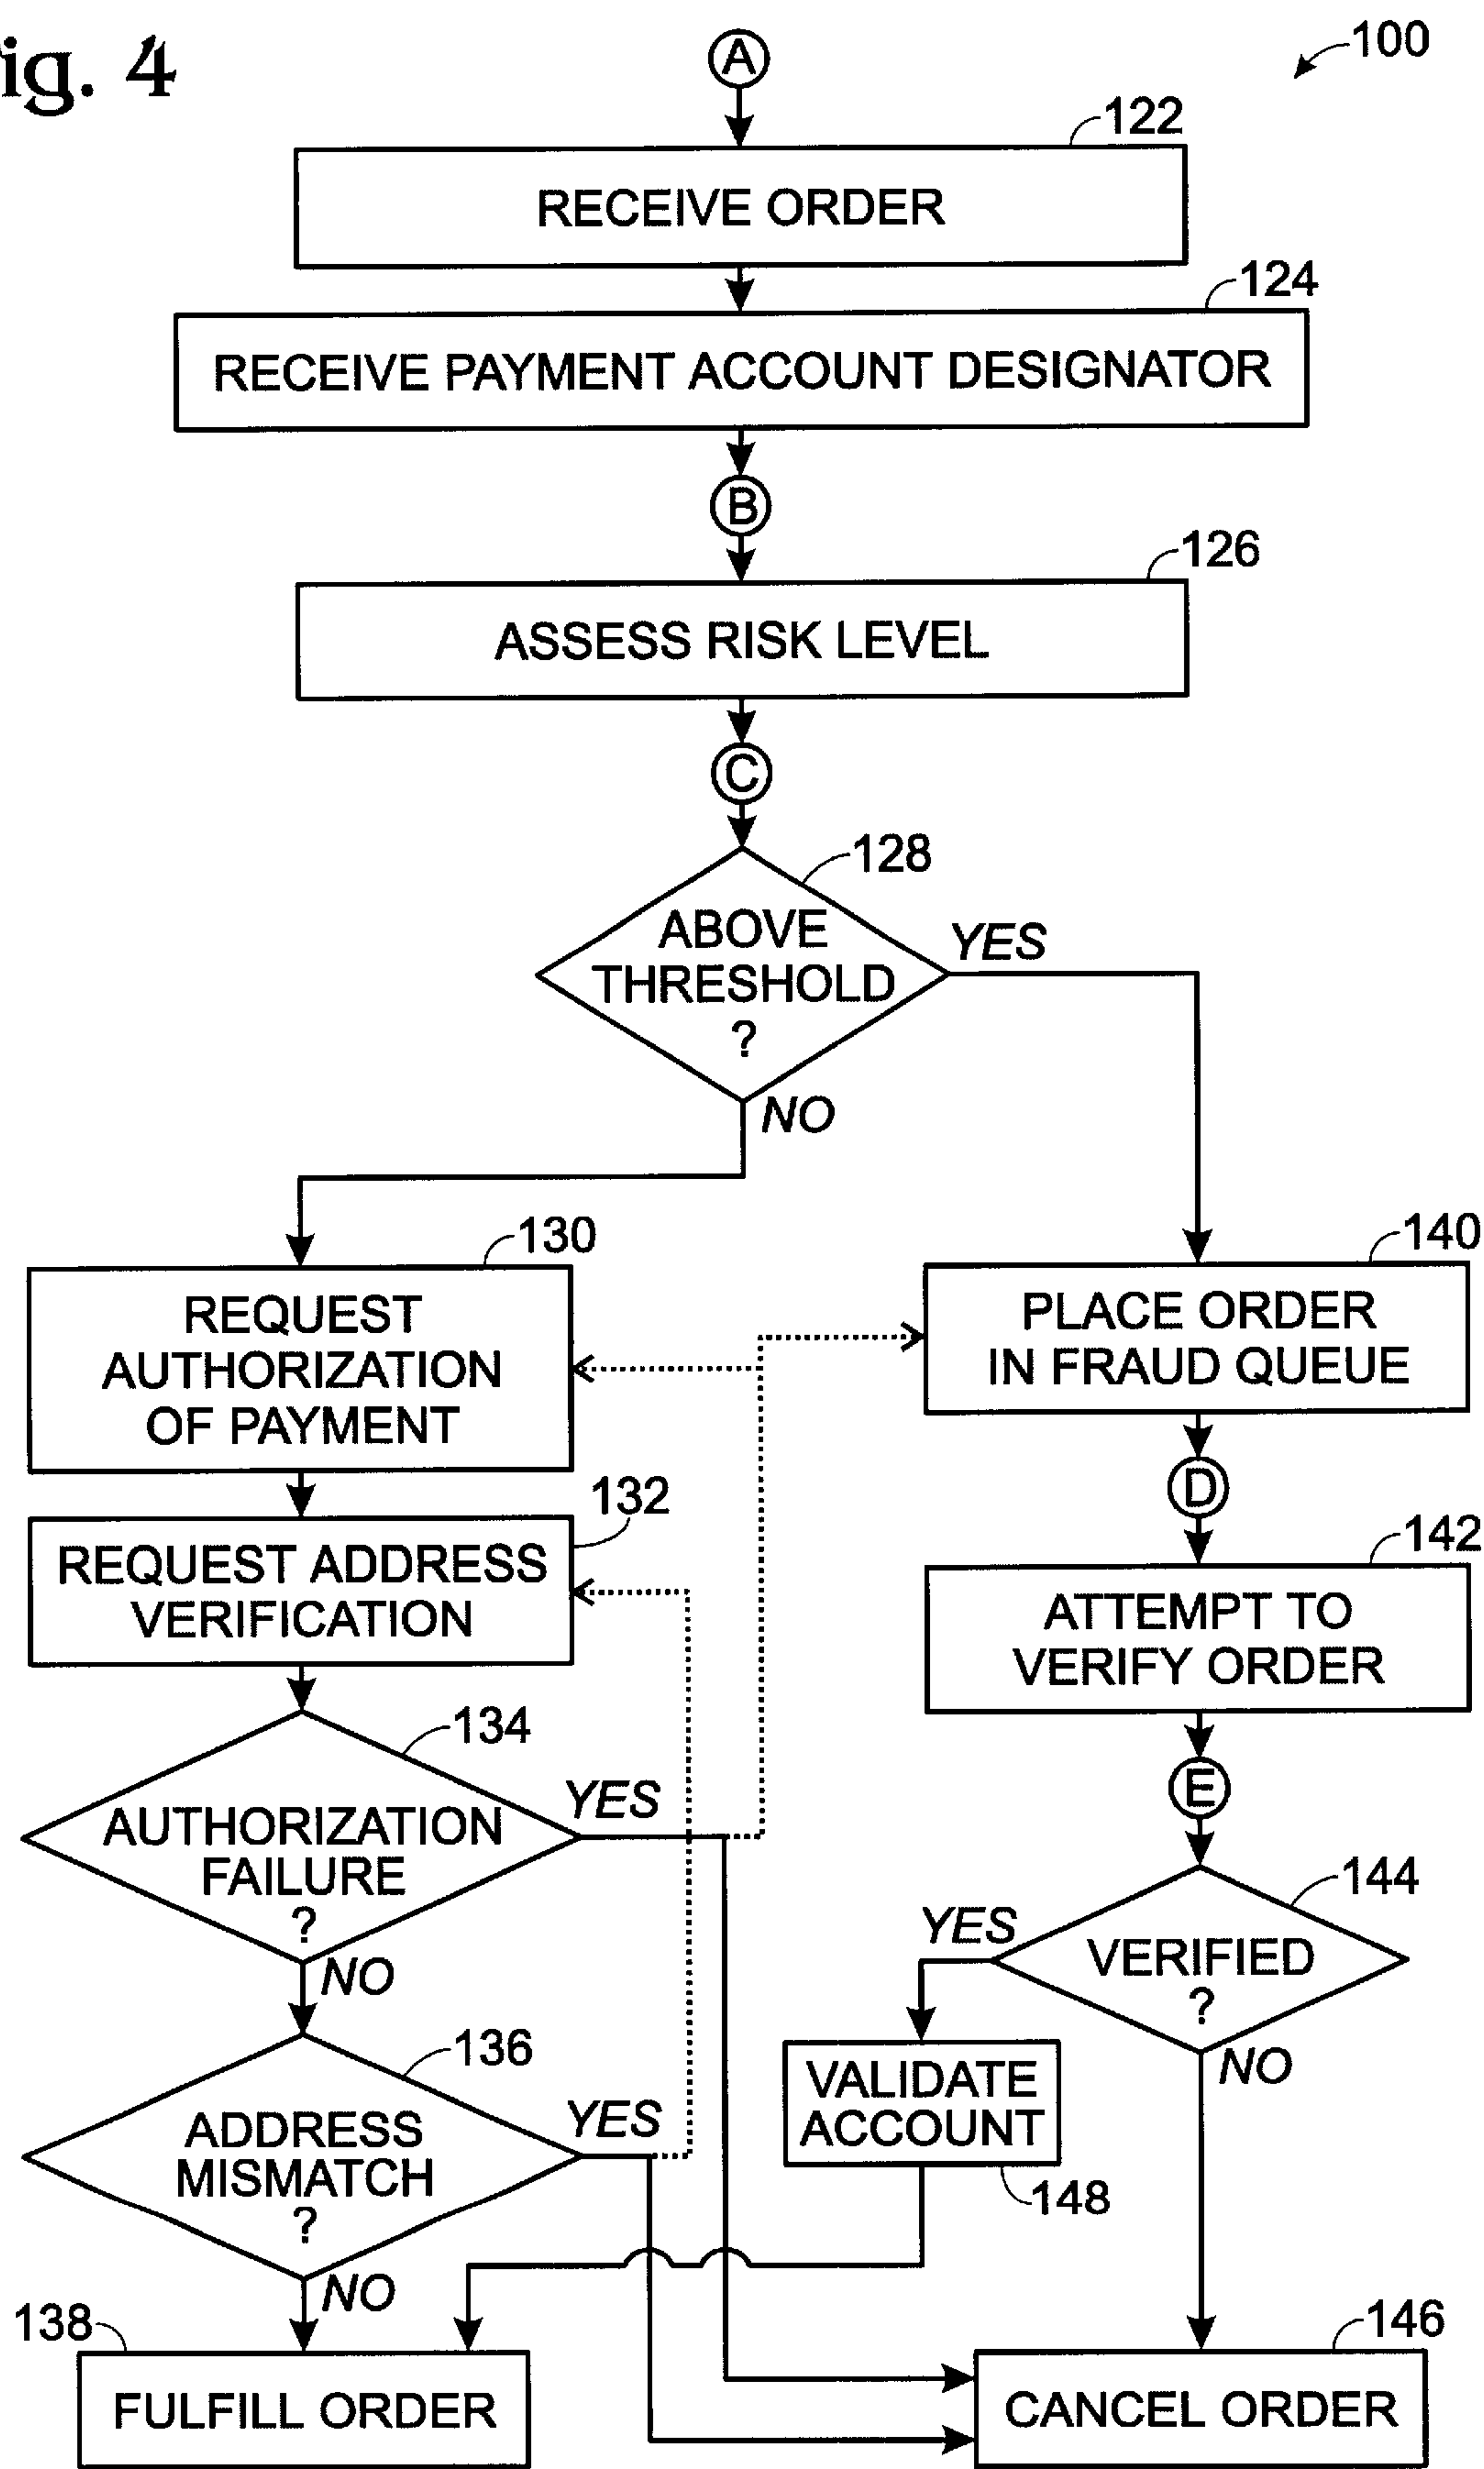 ig. 4
100
A
122
RECEIVE ORDER
124
RECEIVE PAYMENT ACCOUNT DESIGNATOR
B
126
ASSESS RISK LEVEL
C
128
ABOVE
THRESHOLD
?
YES
NO
130
REQUEST
AUTHORIZATION
OF PAYMENT
140
PLACE ORDER
IN FRAUD QUEUE
D
132
REQUEST ADDRESS
VERIFICATION
142
ATTEMPT TO
VERIFY ORDER
E
134
AUTHORIZATION
FAILURE
?
YES
NO
144
VERIFIED
?
YES
NO
136
ADDRESS
MISMATCH
?
YES
NO
VALIDATE
ACCOUNT
148
138
FULFILL ORDER
146
CANCEL ORDER